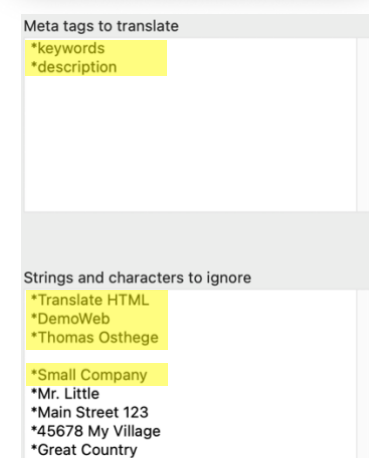 Meta tags to translate
*keywords
*description
Strings and characters to ignore
*Translate HTML
*DemoWeb
*Thomas Osthege
*Small Company
*Mr. Little
*Main Street 123
*45678 My Village
*Great Country